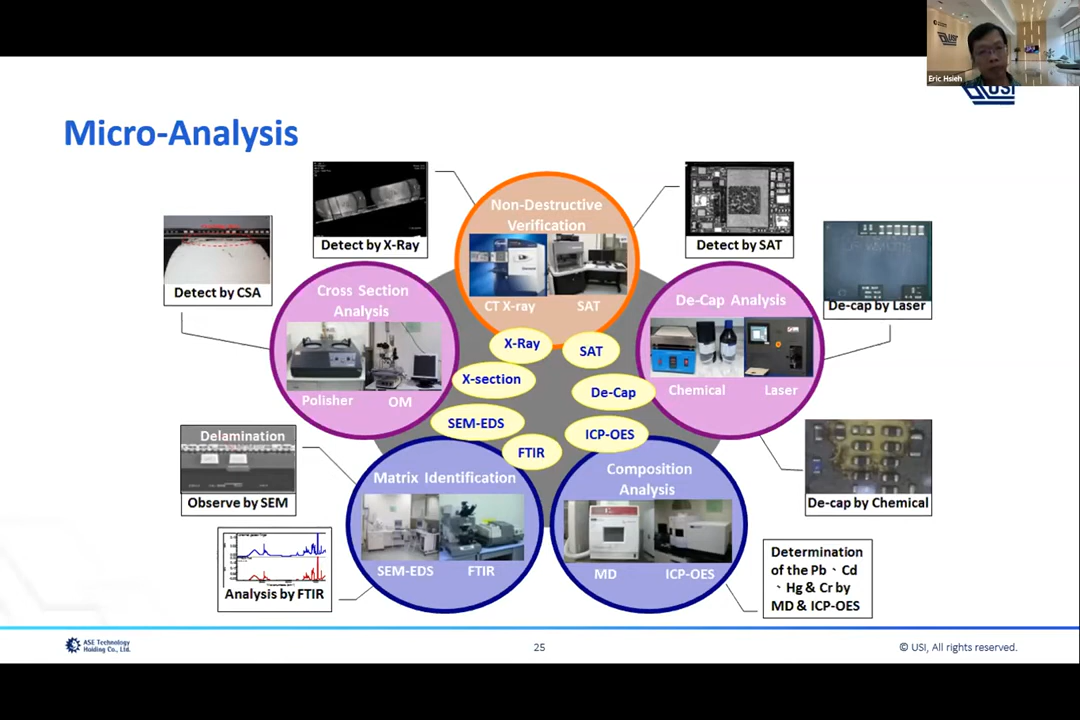 USI
Eric Hsieh
USI
Micro-Analysis
Detect by X-Ray
Non-Destructive
Verification
CT X-ray
SAT
Detect by SAT
Detect by CSA
Cross Section
Analysis
Polisher
OM
De-Cap Analysis
Chemical
Laser
De-cap by Laser
X-Ray
SAT
X-section
De-Cap
SEM-EDS
ICP-OES
FTIR
Delamination
Observe by SEM
Matrix Identification
SEM-EDS
FTIR
Composition
Analysis
MD
ICP-OES
De-cap by Chemical
Analysis by FTIR
Determination
of the Pb、Cd
、Hg & Cr by
MD & ICP-OES
ASE Technology
Holding Co., Ltd.
25
© USI, All rights reserved.